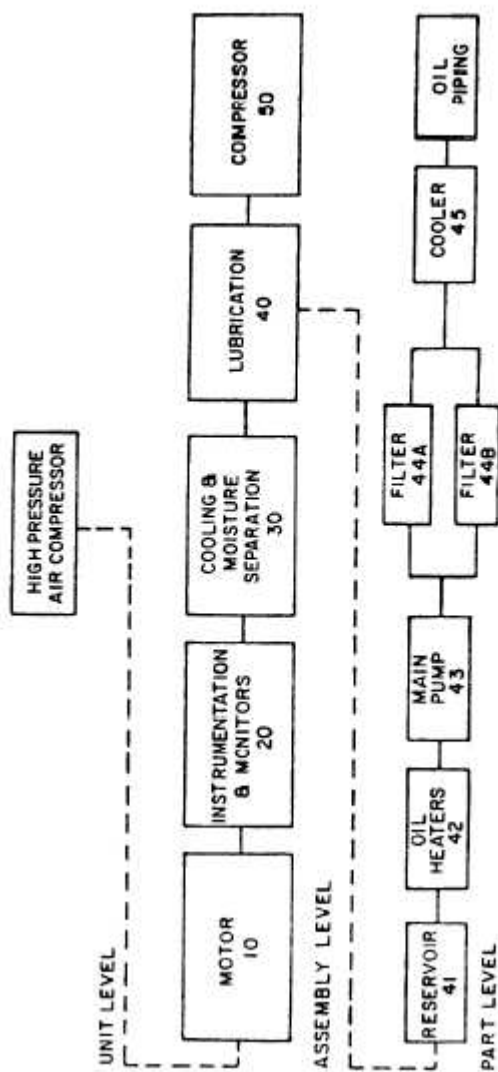 UNIT LEVEL
HIGH PRESSURE
AIR COMPRESSOR
MOTOR
10
INSTRUMENTATION
& MONITORS
20
COOLING &
MOISTURE
SEPARATION
30
LUBRICATION
40
COMPRESSOR
50
ASSEMBLY LEVEL
RESERVOIR
41
OIL
HEATERS
42
MAIN
PUMP
43
FILTER
44A
FILTER
44B
COOLER
45
OIL
PIPING
PART LEVEL